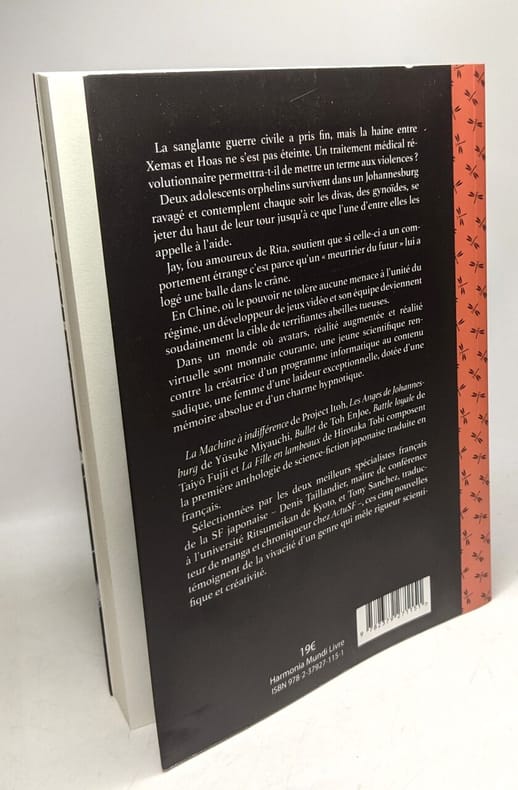 La sanglante guerre civile a pris fin, mais la haine entre
Xemas et Hoas ne s'est pas éteinte. Un traitement médical ré-
volutionnaire permettra-t-il de mettre un terme aux violences ?
Deux adolescents orphelins survivent dans un Johannesburg
ravagé et contemplent chaque soir les divas, des gynoïdes, se
jeter du haut de leur tour jusqu'à ce que l'une d'entre elles les
appelle à l'aide.
Jay, fou amoureux de Rita, soutient que si celle-ci a un com-
portement étrange c'est parce qu'un « meurtrier du futur » lui a
logé une balle dans le crâne.
En Chine, où le pouvoir ne tolère aucune menace à l'unité du
régime, un développeur de jeux vidéo et son équipe deviennent
soudainement la cible de terrifiantes abeilles tueuses.
Dans un monde où avatars, réalité augmentée et réalité
virtuelle sont monnaie courante, une jeune scientifique ren-
contre la créatrice d'un programme informatique au contenu
sadique, une femme d'une laideur exceptionnelle, dotée d'une
mémoire absolue et d'un charme hypnotique.
La Machine à indifférence de Project Itoh, Les Anges de Johannes-
burg de Yūsuke Miyauchi, Bullet de Toh EnJoe, Battle loyale de
Taiyō Fujii et La Fille en lambeaux de Hirotaka Tobi composent
la première anthologie de science-fiction japonaise traduite en
français.
Sélectionnées par les deux meilleurs spécialistes français
de la SF japonaise – Denis Taillandier, maître de conférence
à l'université Ritsumeikan de Kyoto, et Tony Sanchez, traduc-
teur de manga et chroniqueur chez ActuSF –, ces cinq nouvelles
témoignent de la vivacité d'un genre qui mêle rigueur scienti-
fique et créativité.
19€
Harmonia Mundi Livre
ISBN 978-2-37927-115-1